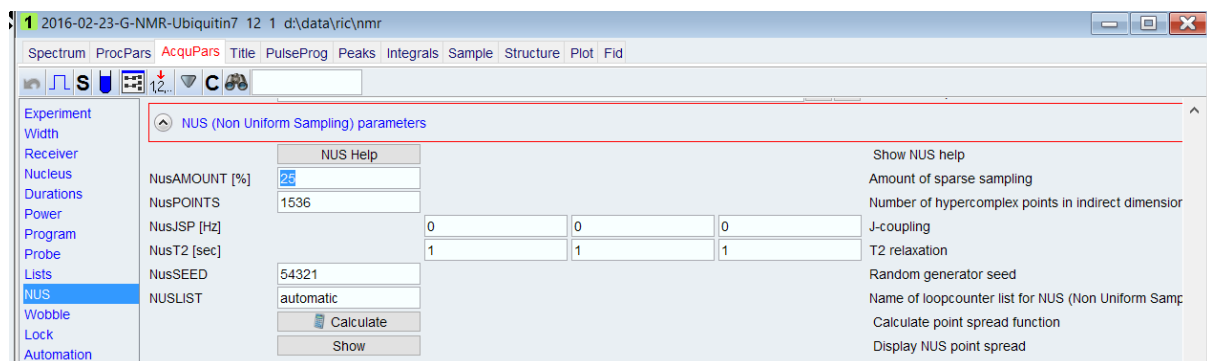 1 2016-02-23-G-NMR-Ubiquitin7 12 1 d:\data\ric\nmr
Spectrum ProcPars AcquPars Title PulseProg Peaks Integrals Sample Structure Plot Fid
S 1,2,.. C
Experiment
Width
Receiver
Nucleus
Durations
Power
Program
Probe
Lists
NUS
Wobble
Lock
Automation
NUS (Non Uniform Sampling) parameters
NUS Help Show NUS help
NusAMOUNT [%] 25 Amount of sparse sampling
NusPOINTS 1536 Number of hypercomplex points in indirect dimension
NusJSP [Hz] 0 0 0 J-coupling
NusT2 [sec] 1 1 1 T2 relaxation
NusSEED 54321 Random generator seed
NUSLIST automatic Name of loopcounter list for NUS (Non Uniform Samp
Calculate Calculate point spread function
Show Display NUS point spread